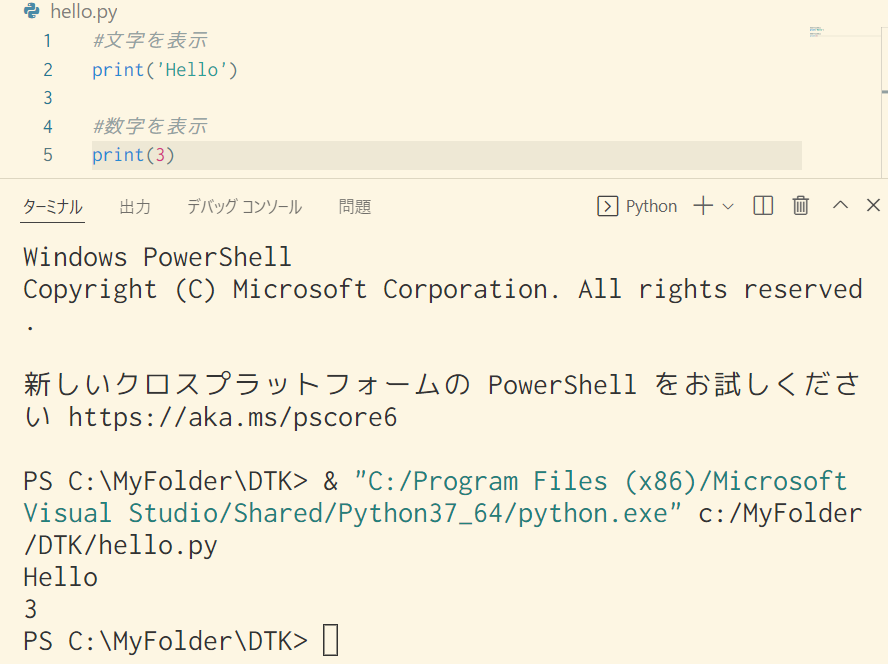 hello.py
1 #文字を表示
2 print('Hello')
3
4 #数字を表示
5 print(3)
ターミナル 出力 デバッグ コンソール 問題 Python
Windows PowerShell
Copyright (C) Microsoft Corporation. All rights reserved
.
新しいクロスプラットフォームの PowerShell をお試しくださ
い https://aka.ms/pscore6
PS C:\MyFolder\DTK> & "C:/Program Files (x86)/Microsoft
Visual Studio/Shared/Python37_64/python.exe" c:/MyFolder
/DTK/hello.py
Hello
3
PS C:\MyFolder\DTK>